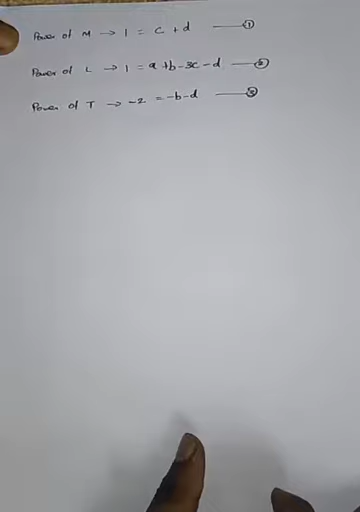 Power of M → 1 = c + d —— ①
Power of L → 1 = a + b - 3c - d —— ②
Power of T → -2 = -b - d —— ③